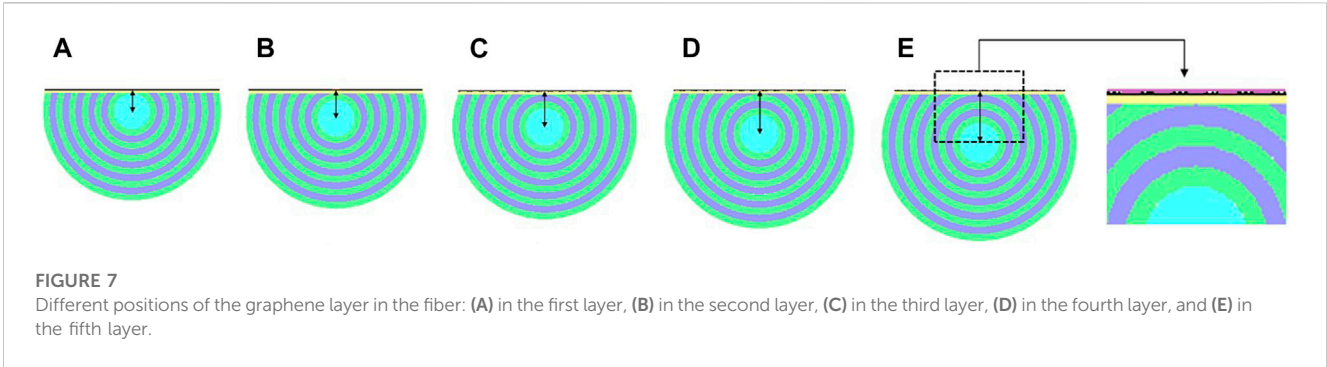 A B C D E
FIGURE 7
Different positions of the graphene layer in the fiber: (A) in the first layer, (B) in the second layer, (C) in the third layer, (D) in the fourth layer, and (E) in
the fifth layer.